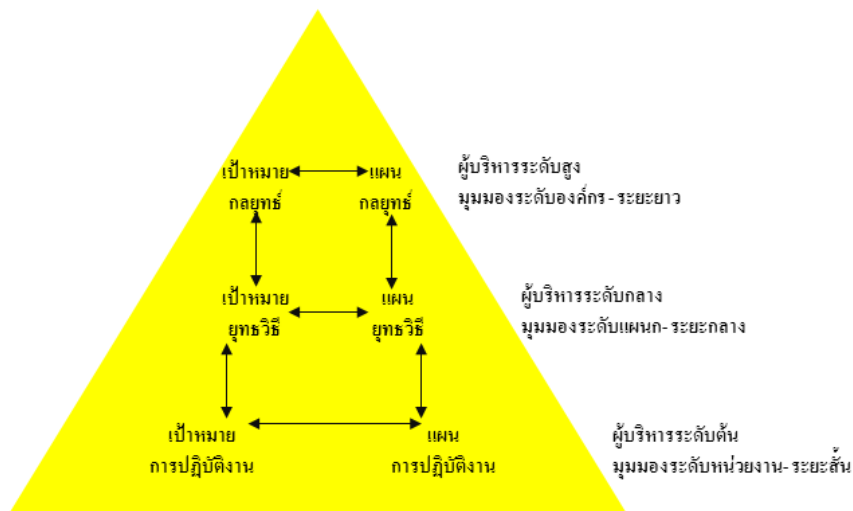 เป้าหมาย แผน ผู้บริหารระดับสูง
กลยุทธ์ กลยุทธ์ มุมมองระดับองค์กร - ระยะยาว
เป้าหมาย แผน ผู้บริหารระดับกลาง
ยุทธวิธี ยุทธวิธี มุมมองระดับแผนก- ระยะกลาง
เป้าหมาย แผน ผู้บริหารระดับต้น
การปฏิบัติงาน การปฏิบัติงาน มุมมองระดับหน่วยงาน- ระยะสั้น